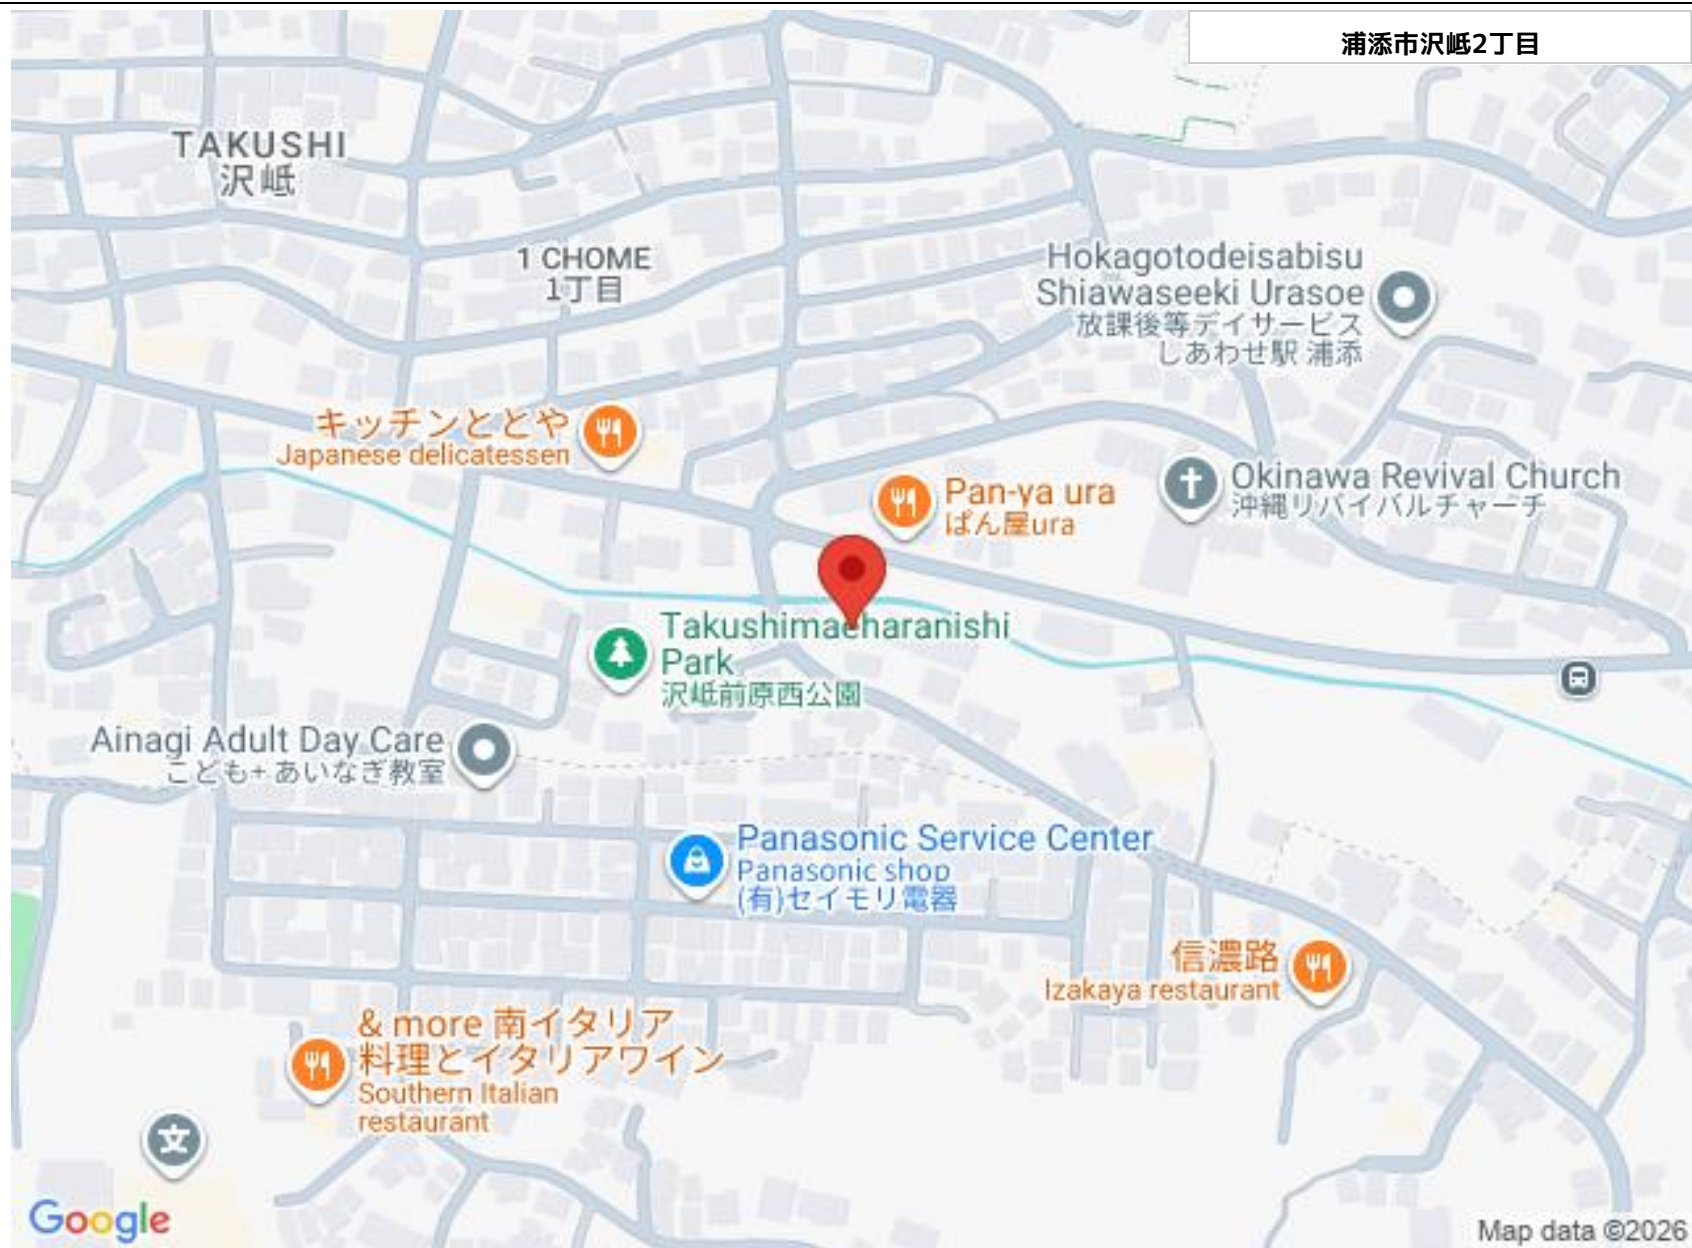 浦添市沢岻2丁目
TAKUSHI
沢岻
1 CHOME
1丁目
Hokagotodeisabisu
Shiawaseeki Urasoe
放課後等デイサービス
しあわせ駅 浦添
キッチンととや
Japanese delicatessen
Pan-ya ura
ぱん屋ura
Okinawa Revival Church
沖縄リバイバルチャーチ
Takushimaeharanishi
Park
沢岻前原西公園
Ainagi Adult Day Care
こども+ あいなぎ教室
Panasonic Service Center
Panasonic shop
(有)セイモリ電器
信濃路
Izakaya restaurant
& more 南イタリア
料理とイタリアワイン
Southern Italian
restaurant
文
Google
Map data ©2026